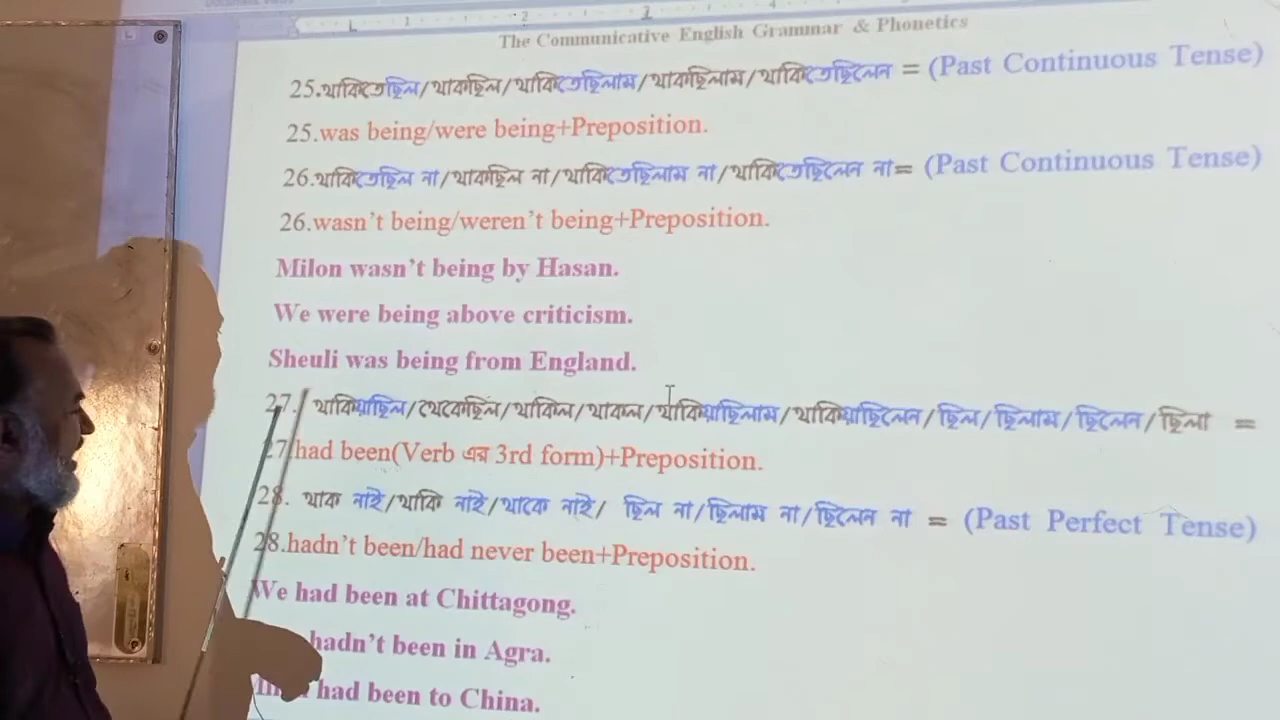 The Communicative English Grammar & Phonetics
25.থাকিতেছিল/থাকছিল/থাকিতেছিলাম/থাকছিলাম/থাকিতেছিলেন = (Past Continuous Tense)
25.was being/were being+Preposition.
26.থাকিতেছিল না/থাকছিল না/থাকিতেছিলাম না/থাকিতেছিলেন না= (Past Continuous Tense)
26.wasn't being/weren't being+Preposition.
Milon wasn't being by Hasan.
We were being above criticism.
Sheuli was being from England.
27. থাকিয়াছিল/থেকেছিল/থাকিল/থাকল/থাকিয়াছিলাম/থাকিয়াছিলেন/ছিল/ছিলাম/ছিলেন/ছিলা =
27.had been(Verb এর 3rd form)+Preposition.
28. থাক নাই/থাকি নাই/থাকে নাই/ ছিল না/ছিলাম না/ছিলেন না = (Past Perfect Tense)
28.hadn't been/had never been+Preposition.
We had been at Chittagong.
hadn't been in Agra.
had been to China.